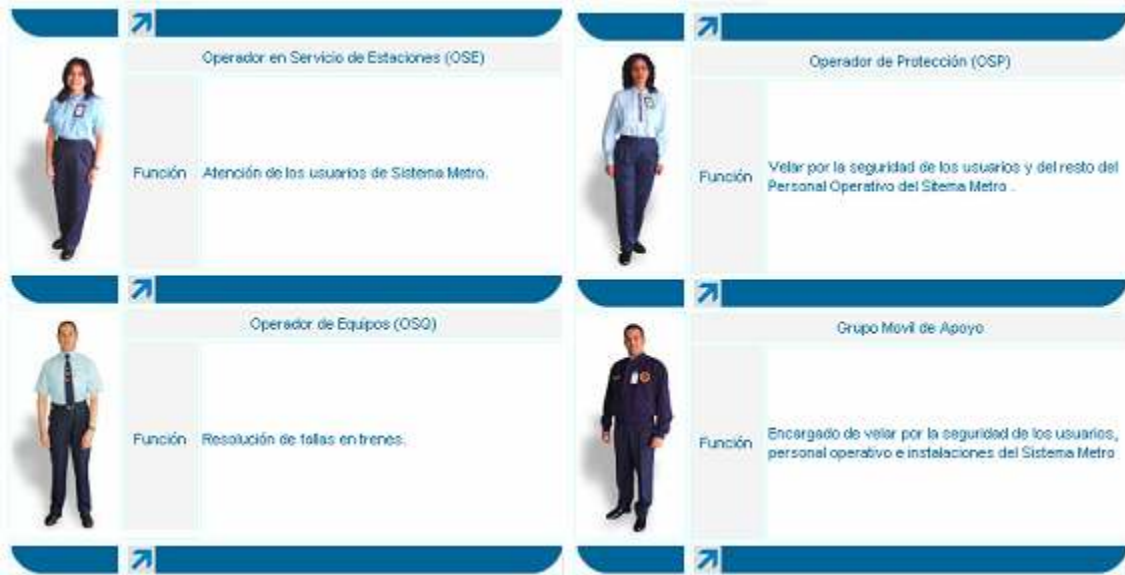 Operador en Servicio de Estaciones (OSE)
Función
Atención de los usuarios de Sistema Metro.
Operador de Protección (OSP)
Función
Velar por la seguridad de los usuarios y del resto del
Personal Operativo del Sitema Metro .
Operador de Equipos (OSQ)
Función
Resolución de fallas en trenes.
Grupo Movil de Apoyo
Función
Encargado de velar por la seguridad de los usuarios,
personal operativo e instalaciones del Sistema Metro